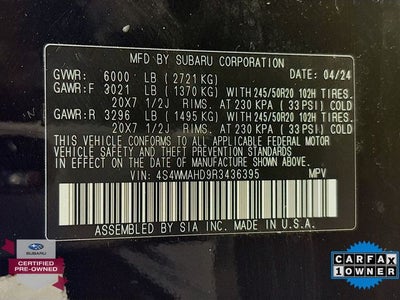 MFD BY SUBARU CORPORATION
GVWR: 6000 LB (2721 KG) DATE: 04/24
GAWR:F 3021 LB (1370 KG) WITH 245/50R20 102H TIRES.
20X7 1/2J RIMS. AT 230 KPA (33 PSI) COLD
GAWR:R 3296 LB (1495 KG) WITH 245/50R20 102H TIRES.
20X7 1/2J RIMS. AT 230 KPA (33 PSI) COLD
THIS VEHICLE CONFORMS TO ALL APPLICABLE FEDERAL MOTOR
VEHICLE SAFETY AND THEFT PREVENTION STANDARDS IN
EFFECT ON THE DATE OF MANUFACTURE SHOWN ABOVE.
VIN: 4S4WMAHD9R3436395 MPV
ASSEMBLED BY SIA INC. IN U.S.A.
SUBARU
CERTIFIED
PRE-OWNED
CARFAX
1 OWNER